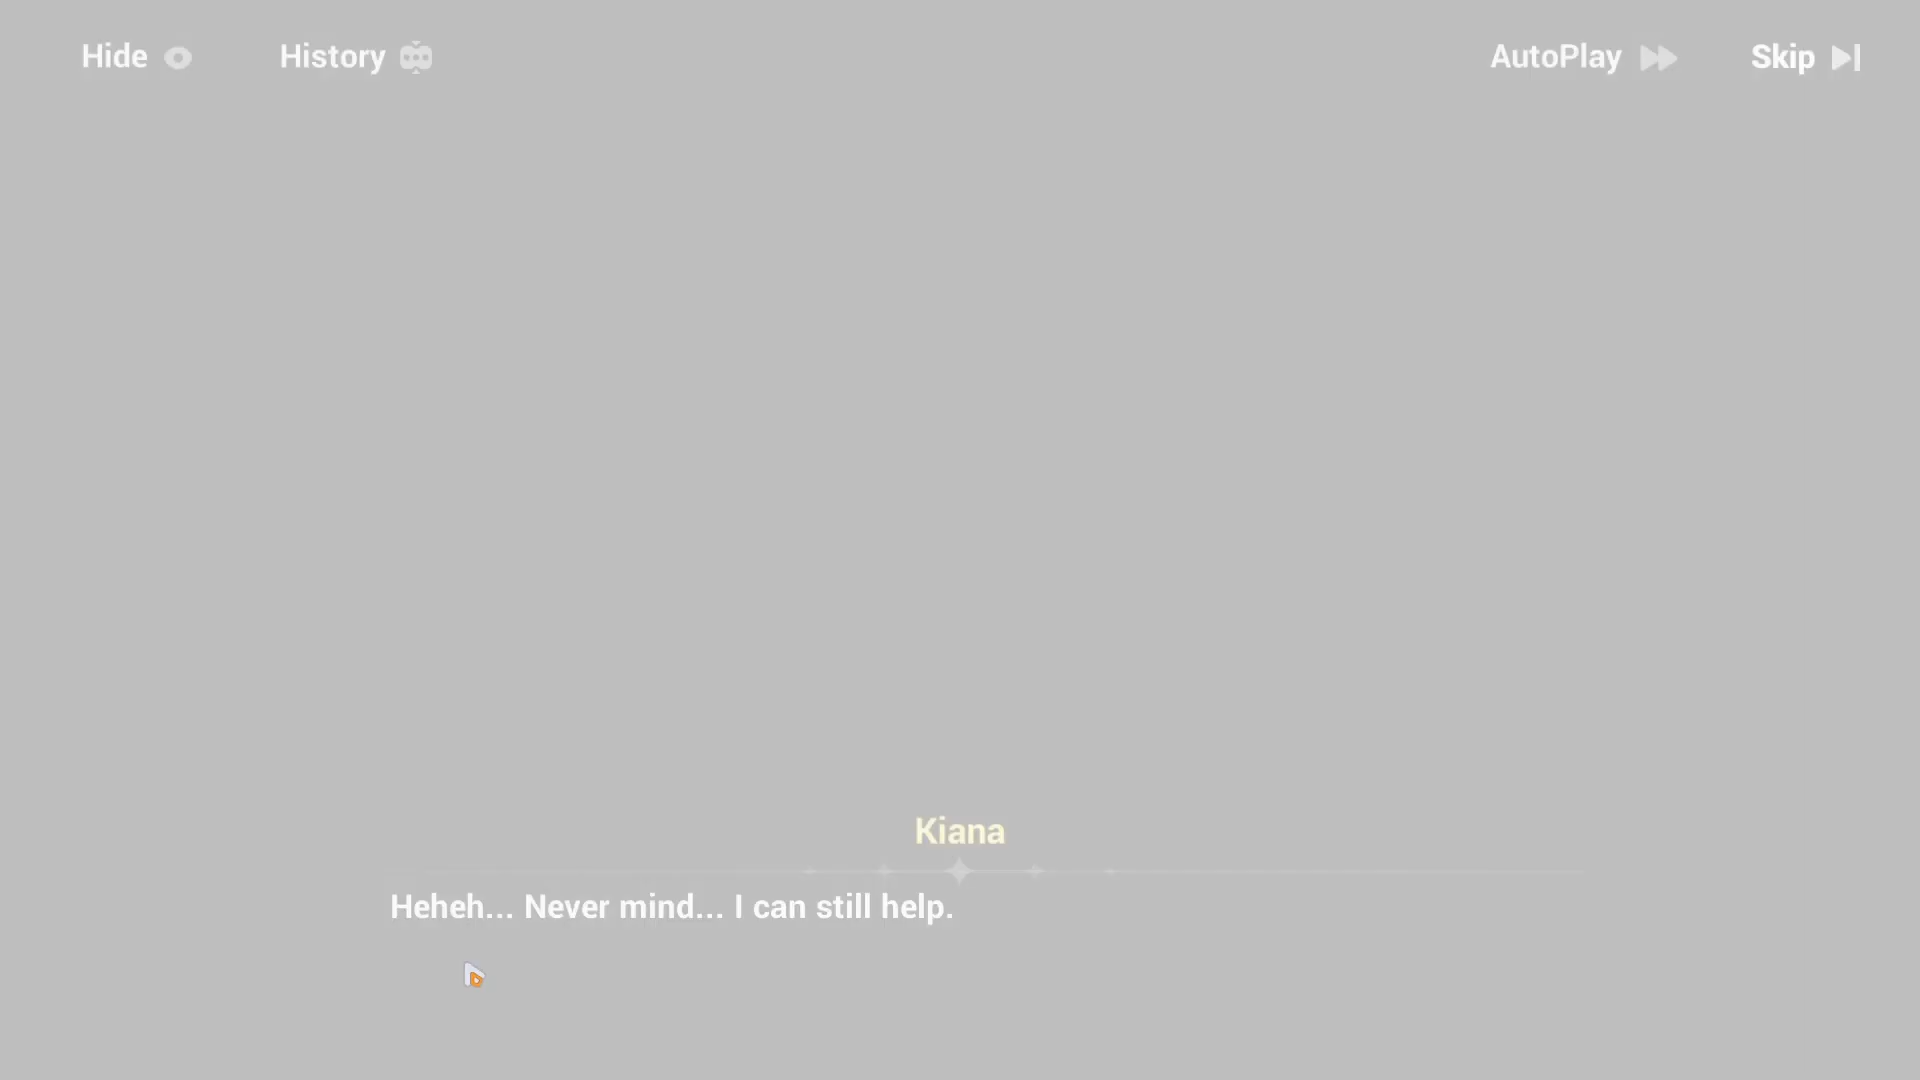 Hide
History
AutoPlay
Skip
Kiana
Heheh... Never mind... I can still help.